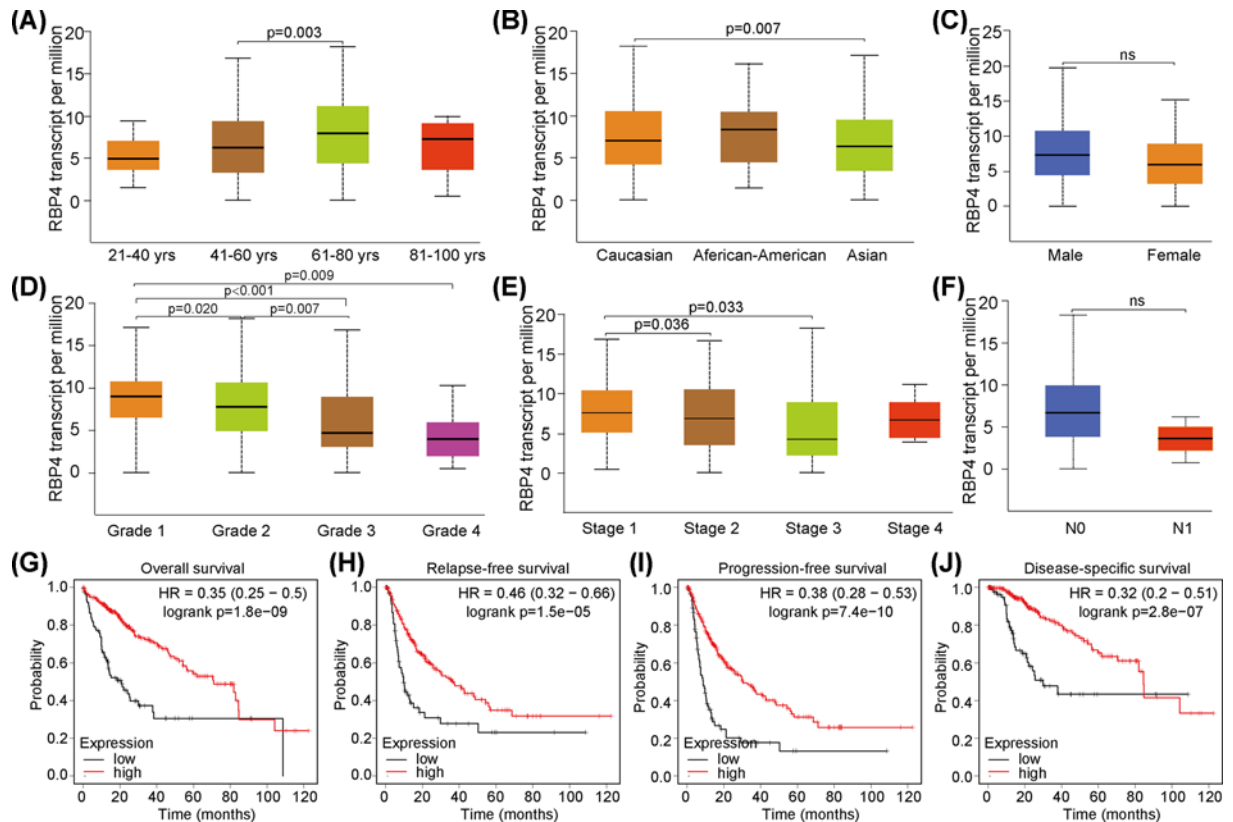 (A)
RBP4 transcript per million
20
15
10
5
0
p=0.003
21-40 yrs 41-60 yrs 61-80 yrs 81-100 yrs
(B)
RBP4 transcript per million
20
15
10
5
0
p=0.007
Caucasian Aferican-American Asian
(C)
RBP4 transcript per million
20
15
10
5
0
ns
Male Female
(D)
RBP4 transcript per million
20
15
10
5
0
p=0.009
p<0.001
p=0.020 p=0.007
Grade 1 Grade 2 Grade 3 Grade 4
(E)
RBP4 transcript per million
20
15
10
5
0
p=0.033
p=0.036
Stage 1 Stage 2 Stage 3 Stage 4
(F)
RBP4 transcript per million
20
15
10
5
0
ns
N0 N1
(G)
Overall survival
HR = 0.35 (0.25 – 0.5)
logrank p=1.8e-09
Probability
1.0
0.8
0.6
0.4
0.2
0.0
Expression
low
high
0 20 40 60 80 100 120
Time (months)
(H)
Relapse-free survival
HR = 0.46 (0.32 – 0.66)
logrank p=1.5e-05
Probability
1.0
0.8
0.6
0.4
0.2
0.0
Expression
low
high
0 20 40 60 80 100 120
Time (months)
(I)
Progression-free survival
HR = 0.38 (0.28 – 0.53)
logrank p=7.4e-10
Probability
1.0
0.8
0.6
0.4
0.2
0.0
Expression
low
high
0 20 40 60 80 100 120
Time (months)
(J)
Disease-specific survival
HR = 0.32 (0.2 – 0.51)
logrank p=2.8e-07
Probability
1.0
0.8
0.6
0.4
0.2
0.0
Expression
low
high
0 20 40 60 80 100 120
Time (months)